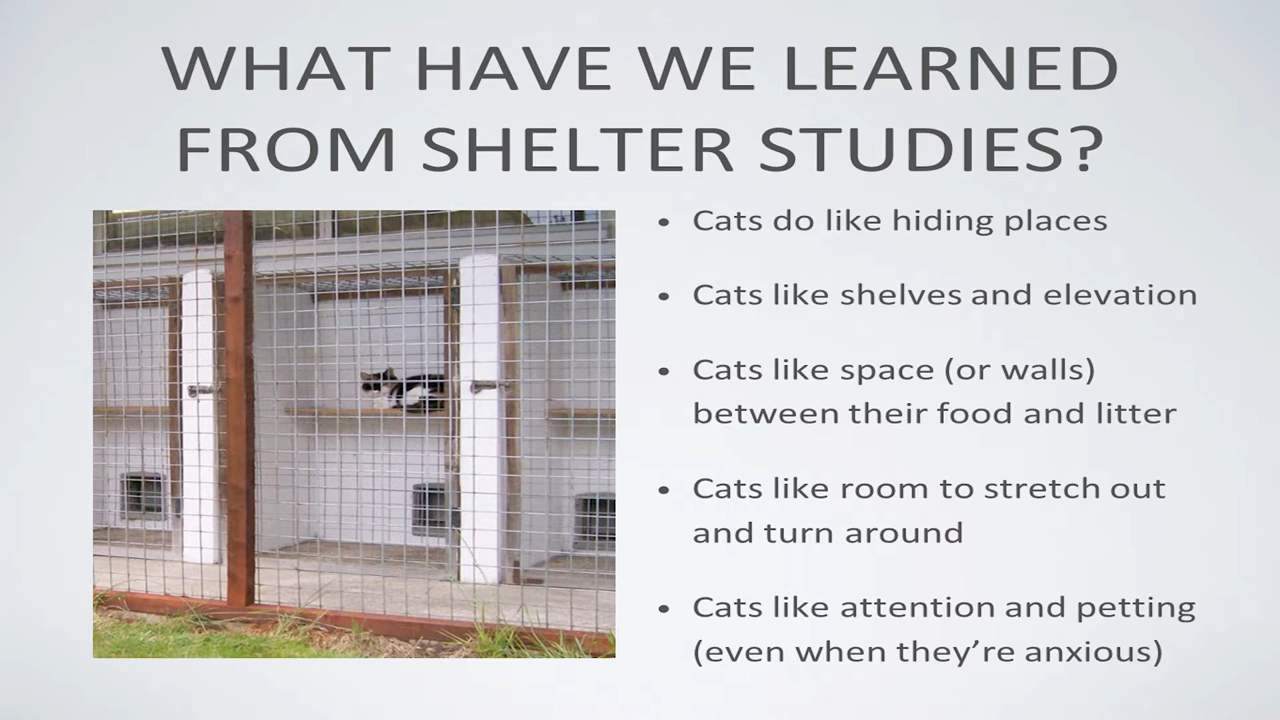 WHAT HAVE WE LEARNED
FROM SHELTER STUDIES?
• Cats do like hiding places
• Cats like shelves and elevation
• Cats like space (or walls)
between their food and litter
• Cats like room to stretch out
and turn around
• Cats like attention and petting
(even when they’re anxious)